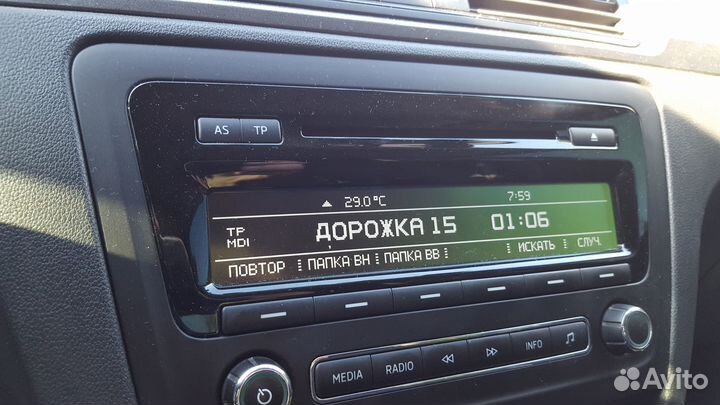 AS TP
29.0°C 7:59
TP ДОРОЖКА 15 01:06
MDI
ПОВТОР ПАПКА ВН ПАПКА ВВ ИСКАТЬ СЛУЧ.
MEDIA RADIO INFO
Avito